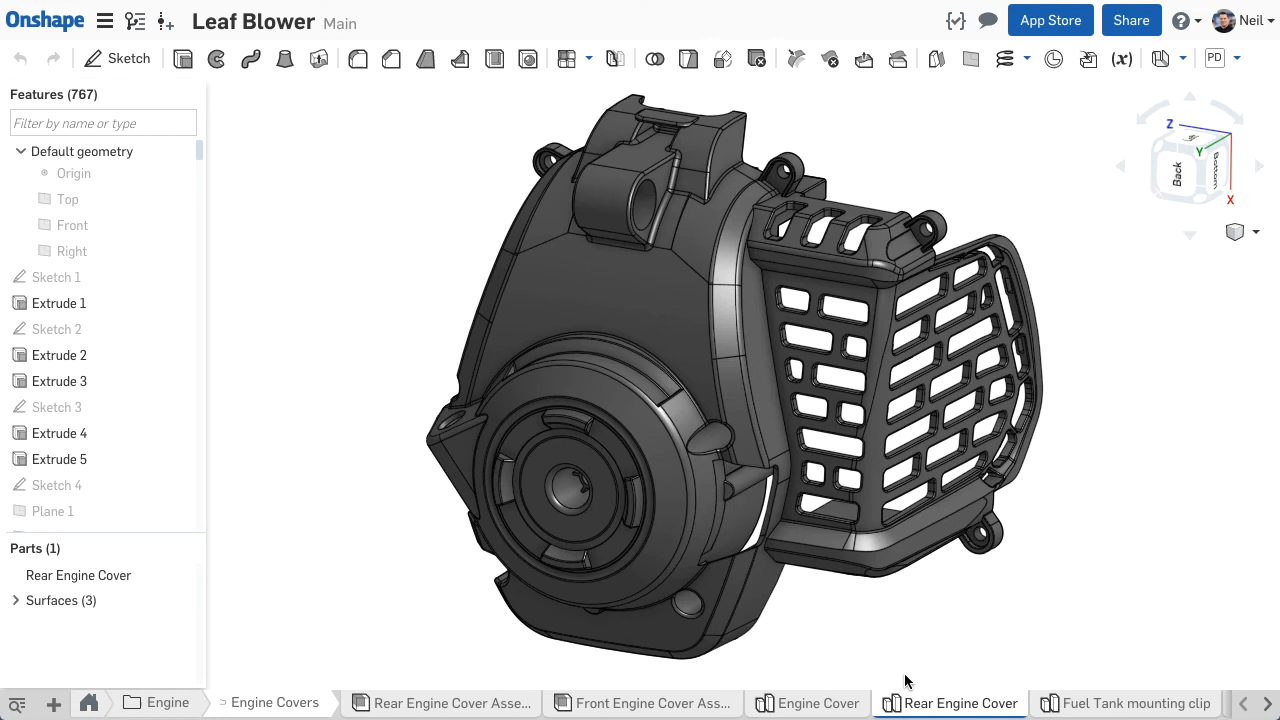 Onshape Leaf Blower Main App Store Share Neil
Sketch (x) PD
Features (767)
Filter by name or type
Default geometry
Origin
Top
Front
Right
Sketch 1
Extrude 1
Sketch 2
Extrude 2
Extrude 3
Sketch 3
Extrude 4
Extrude 5
Sketch 4
Plane 1
Parts (1)
Rear Engine Cover
Surfaces (3)
Z
Y
Back
Bottom
X
Engine Engine Covers Rear Engine Cover Asse... Front Engine Cover Ass... Engine Cover Rear Engine Cover Fuel Tank mounting clip